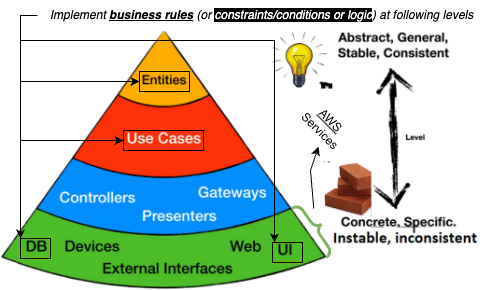 Implement business rules (or constraints/conditions or logic) at following levels
Abstract, General,
Stable, Consistent
Entities
AWS
Services
Level
Use Cases
Controllers
Gateways
Presenters
Concrete. Specific.
Instable, inconsistent
DB
Devices
Web
UI
External Interfaces